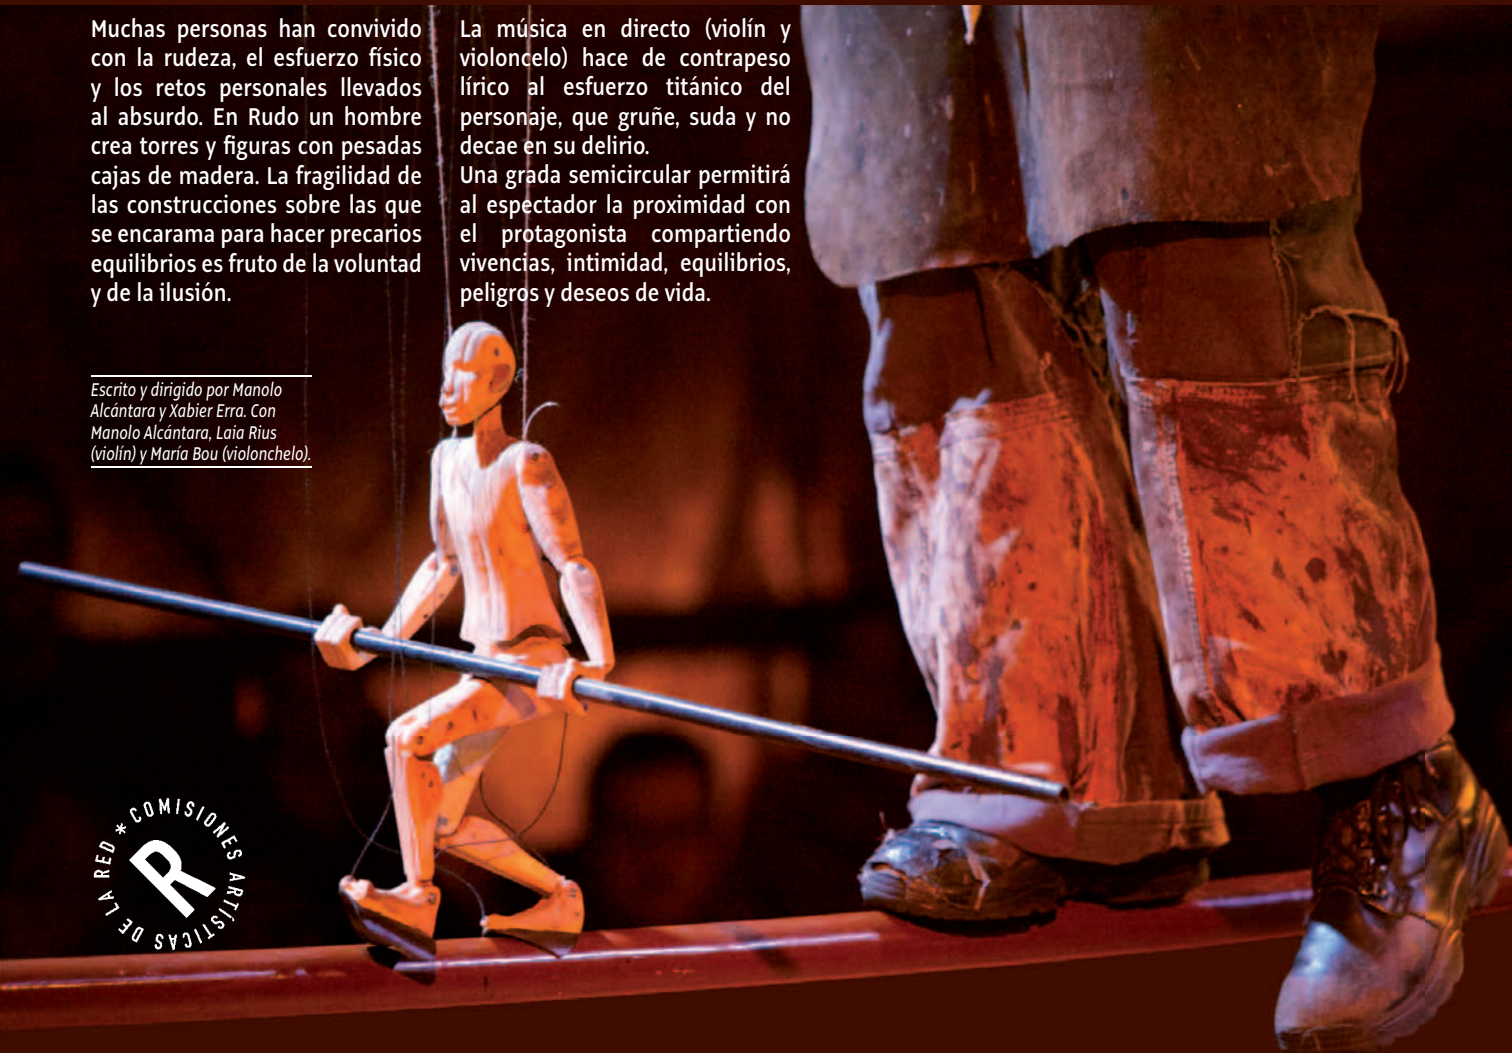 Muchas personas han convivido
con la rudeza, el esfuerzo físico
y los retos personales llevados
al absurdo. En Rudo un hombre
crea torres y figuras con pesadas
cajas de madera. La fragilidad de
las construcciones sobre las que
se encarama para hacer precarios
equilibrios es fruto de la voluntad
y de la ilusión.
La música en directo (violín y
violoncelo) hace de contrapeso
lírico al esfuerzo titánico del
personaje, que gruñe, suda y no
decae en su delirio.
Una grada semicircular permitirá
al espectador la proximidad con
el protagonista compartiendo
vivencias, intimidad, equilibrios,
peligros y deseos de vida.
Escrito y dirigido por Manolo
Alcántara y Xabier Erra. Con
Manolo Alcántara, Laia Rius
(violín) y María Bou (violonchelo).
* COMISIONES ARTÍSTICAS DE LA RED
R